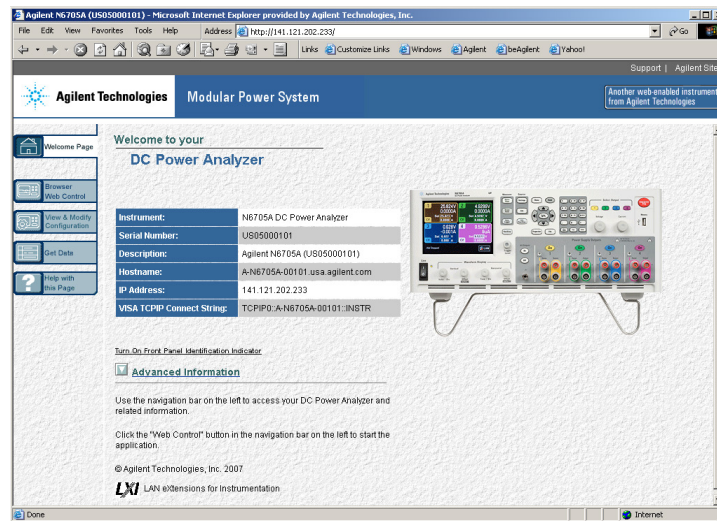 Agilent N6705A (US05000101) - Microsoft Internet Explorer provided by Agilent Technologies, Inc.
File Edit View Favorites Tools Help Address http://141.121.202.233/ Go
Links Customize Links Windows Agilent beAgilent Yahoo!
Support | Agilent Site
Agilent Technologies Modular Power System
Another web-enabled instrument
from Agilent Technologies
Welcome Page
Browser
Web Control
View & Modify
Configuration
Get Data
Help with
this Page
Welcome to your
DC Power Analyzer
Instrument: N6705A DC Power Analyzer
Serial Number: US05000101
Description: Agilent N6705A (US05000101)
Hostname: A-N6705A-00101.usa.agilent.com
IP Address: 141.121.202.233
VISA TCPIP Connect String: TCPIP0::A-N6705A-00101::INSTR
Turn On Front Panel Identification Indicator
Advanced Information
Use the navigation bar on the left to access your DC Power Analyzer and
related information.
Click the "Web Control" button in the navigation bar on the left to start the
application.
© Agilent Technologies, Inc. 2007
LXI LAN eXtensions for Instrumentation
Done Internet